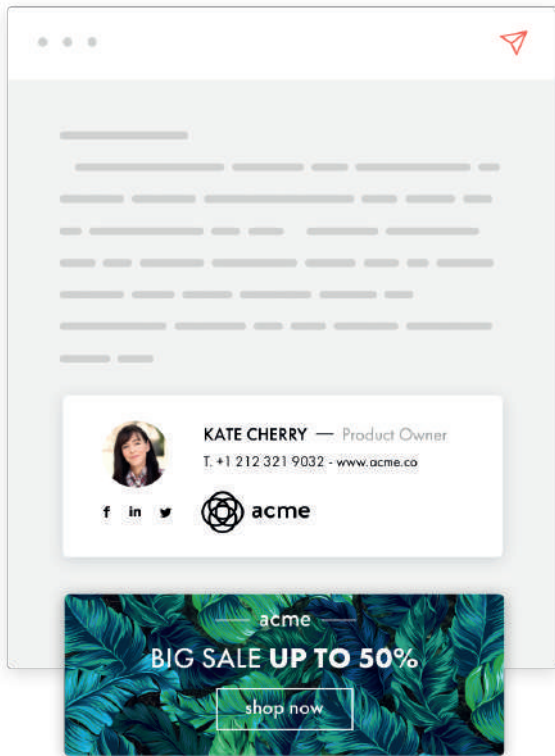 KATE CHERRY — Product Owner
T. +1 212 321 9032 - www.acme.co
f in
acme
acme
BIG SALE UP TO 50%
shop now